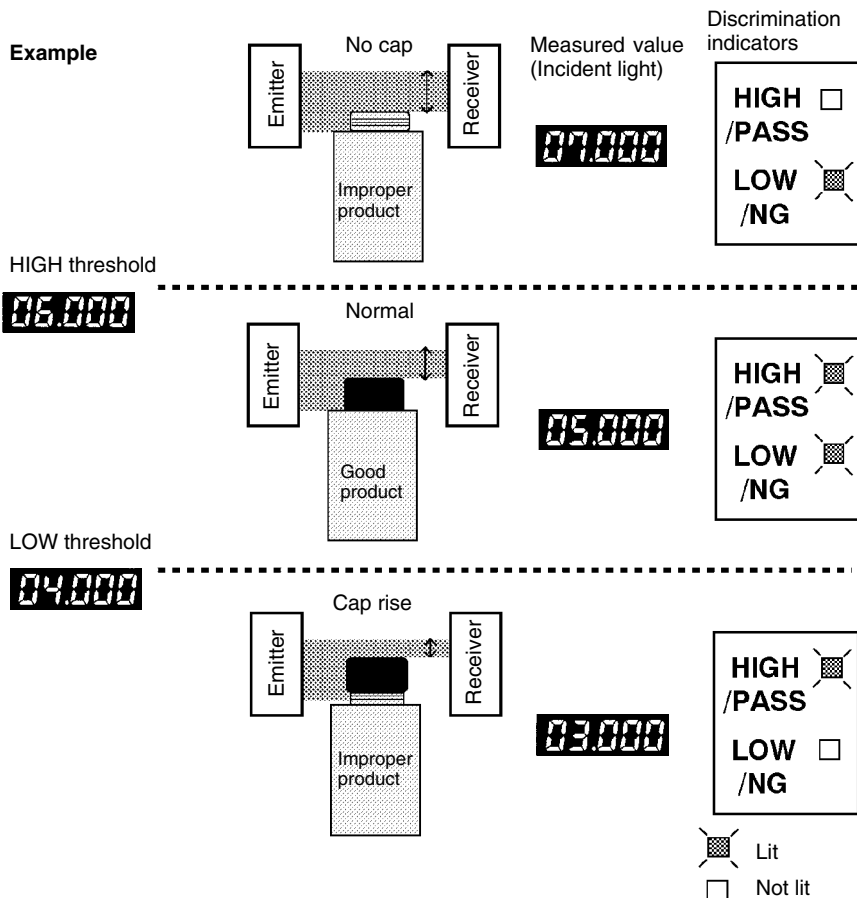 Example
No cap
Measured value
(Incident light)
Discrimination
indicators
Emitter
Receiver
Improper
product
07.000
HIGH
/PASS
LOW
/NG
HIGH threshold
06.000
Normal
Emitter
Receiver
Good
product
05.000
HIGH
/PASS
LOW
/NG
LOW threshold
04.000
Cap rise
Emitter
Receiver
Improper
product
03.000
HIGH
/PASS
LOW
/NG
Lit
Not lit